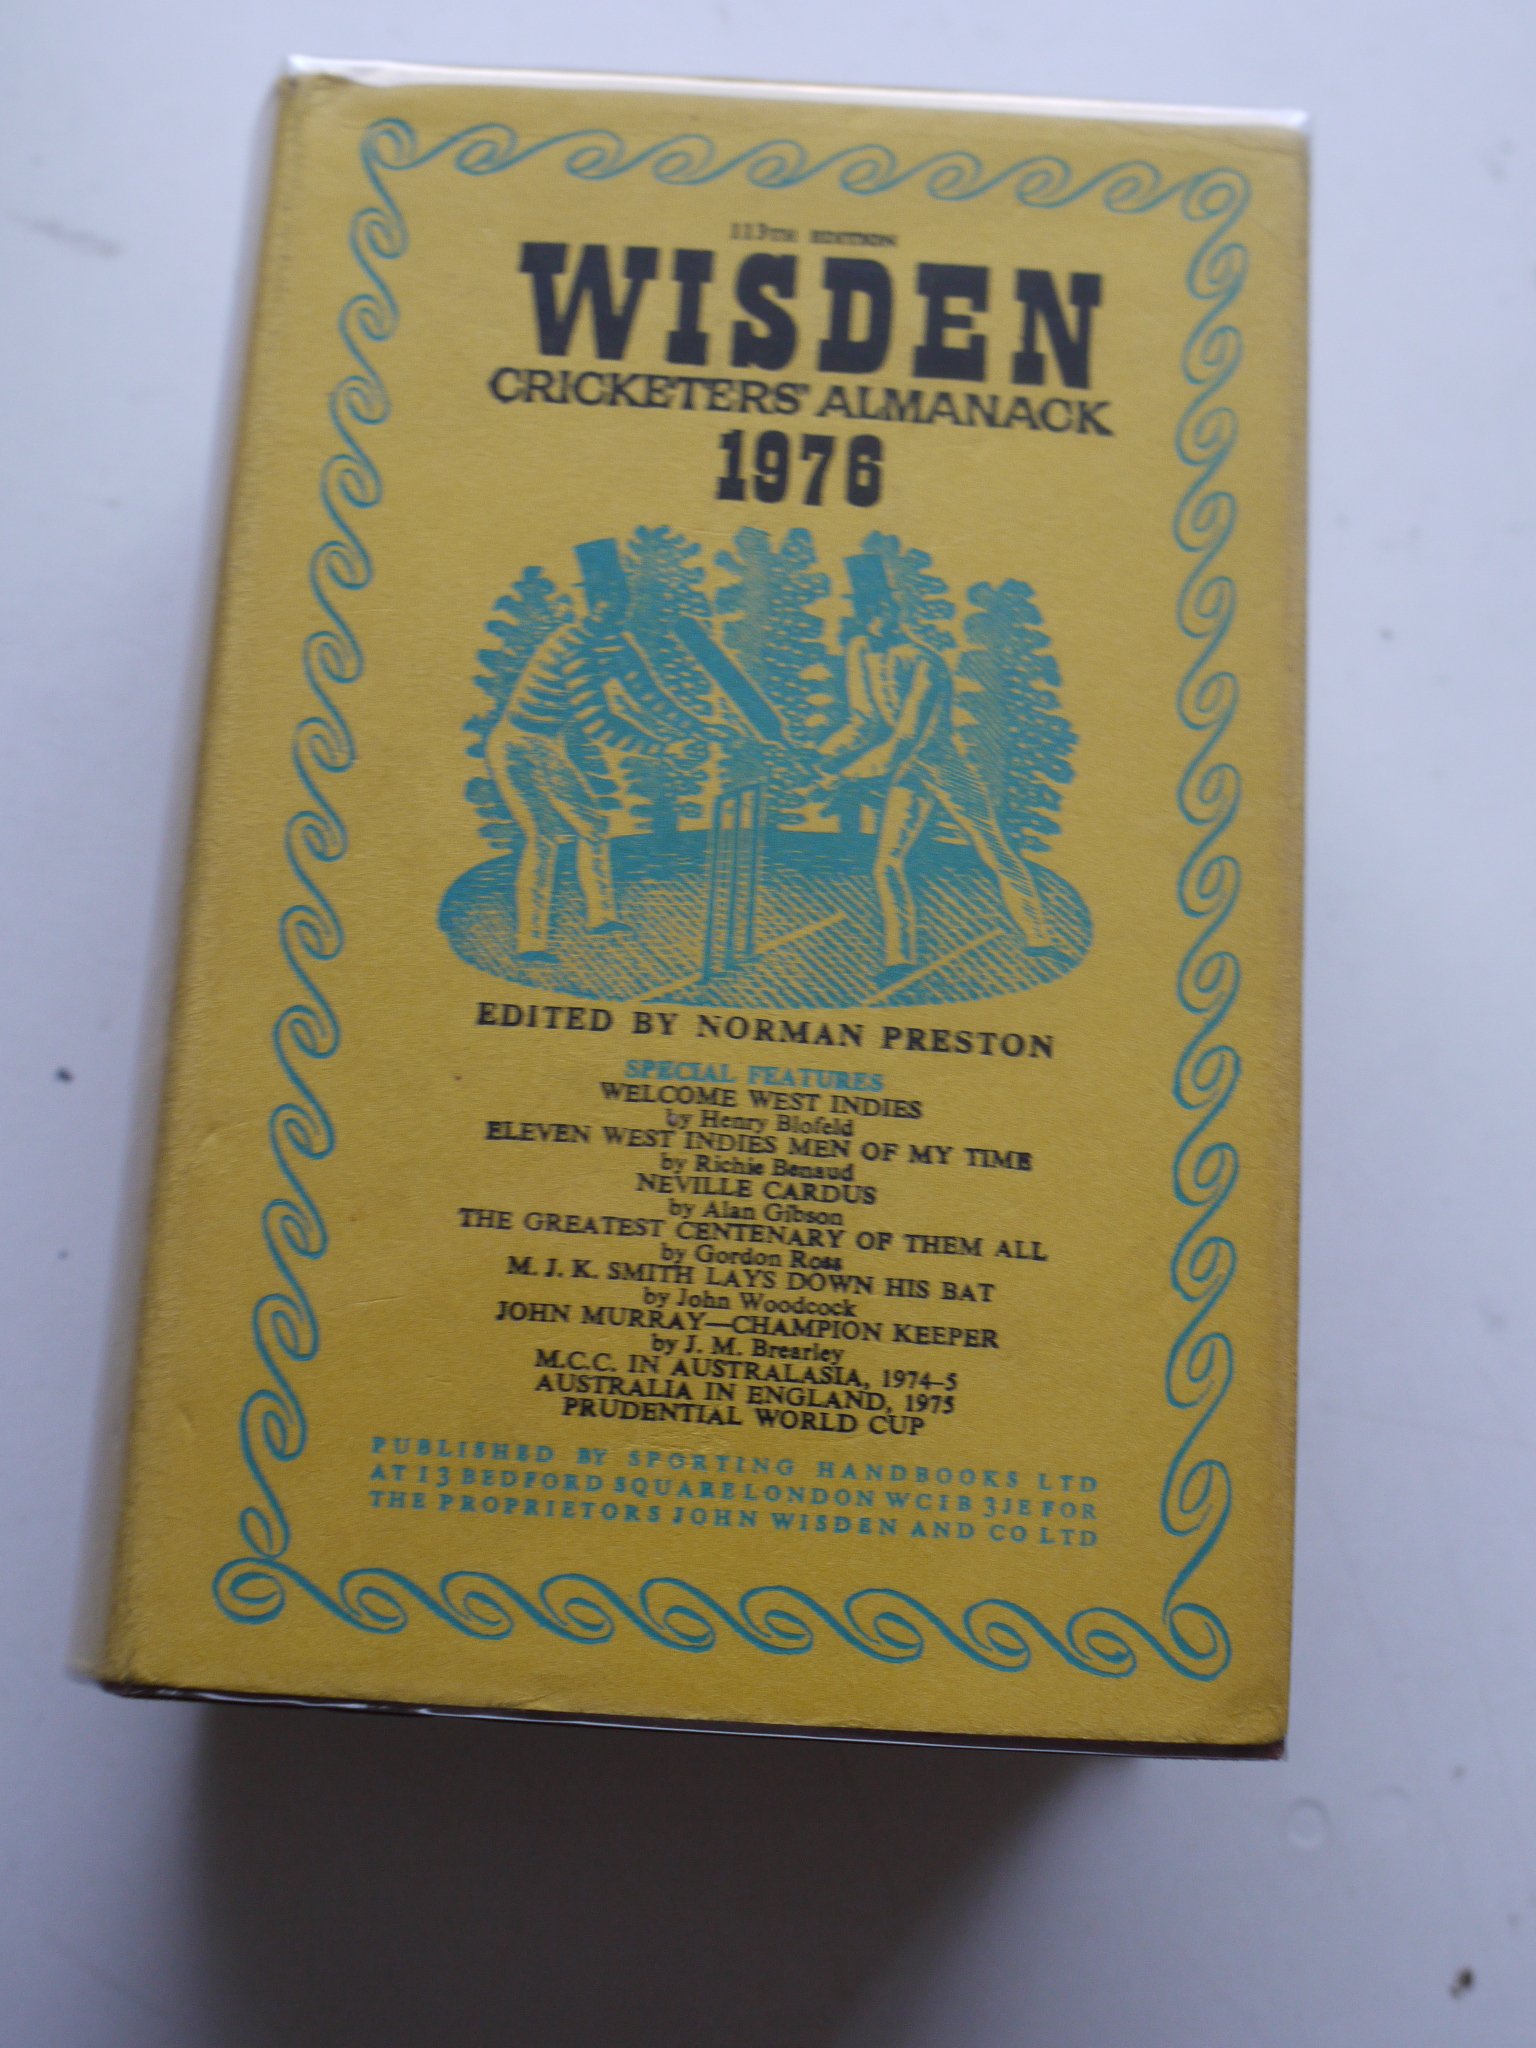 113TH EDITION
WISDEN
CRICKETERS' ALMANACK
1976
EDITED BY NORMAN PRESTON
SPECIAL FEATURES
WELCOME WEST INDIES
by Henry Blofeld
ELEVEN WEST INDIES MEN OF MY TIME
by Richie Benaud
NEVILLE CARDUS
by Alan Gibson
THE GREATEST CENTENARY OF THEM ALL
by Gordon Ross
M. J. K. SMITH LAYS DOWN HIS BAT
by John Woodcock
JOHN MURRAY—CHAMPION KEEPER
by J. M. Brearley
M.C.C. IN AUSTRALASIA, 1974–5
AUSTRALIA IN ENGLAND, 1975
PRUDENTIAL WORLD CUP
PUBLISHED BY SPORTING HANDBOOKS LTD
AT 13 BEDFORD SQUARE LONDON WC1B 3JE FOR
THE PROPRIETORS JOHN WISDEN AND CO LTD